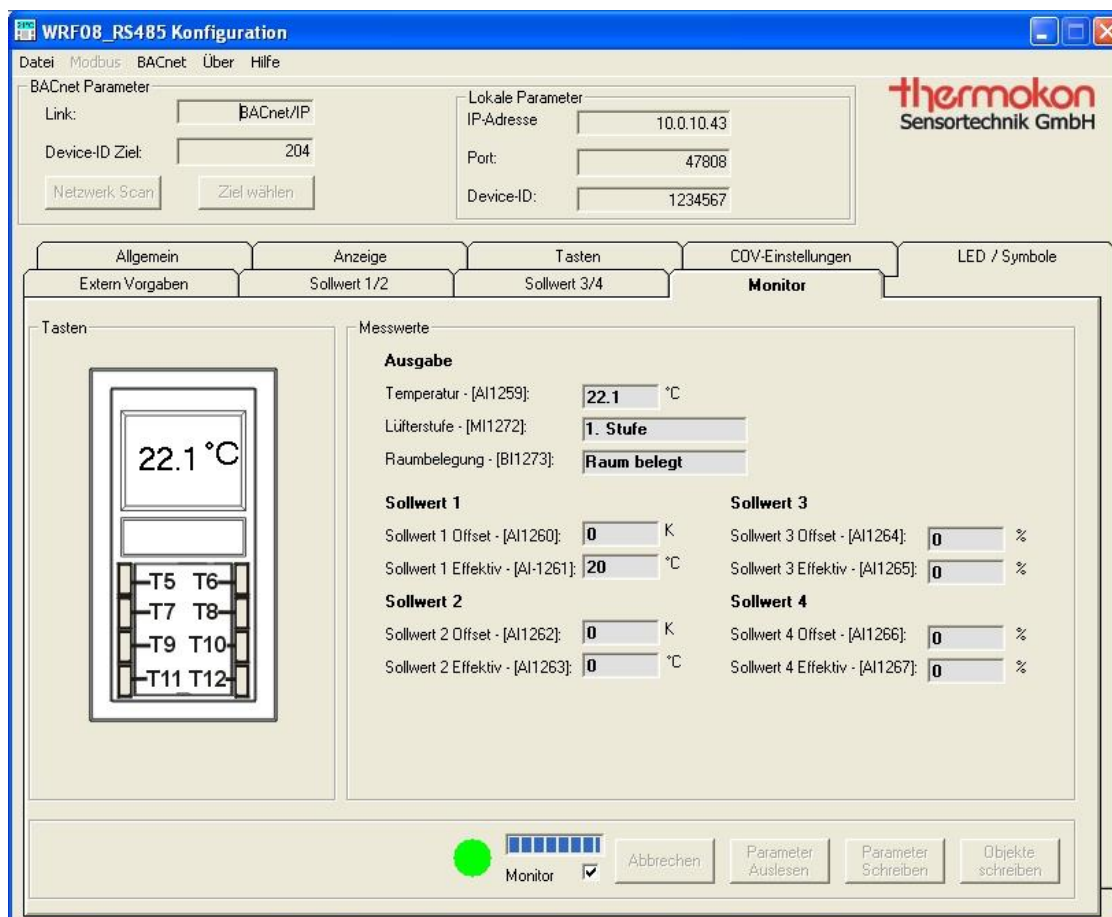 WRF08_RS485 Konfiguration
Datei Modbus BACnet Über Hilfe
BACnet Parameter
Link: BACnet/IP
Device-ID Ziel: 204
Netzwerk Scan Ziel wählen
Lokale Parameter
IP-Adresse 10.0.10.43
Port: 47808
Device-ID: 1234567
thermokon
Sensortechnik GmbH
Allgemein Anzeige Tasten COV-Einstellungen LED / Symbole
Extern Vorgaben Sollwert 1/2 Sollwert 3/4 Monitor
Tasten
22.1 °C
T5 T6
T7 T8
T9 T10
T11 T12
Messwerte
Ausgabe
Temperatur - [AI1259]: 22.1 °C
Lüfterstufe - [MI1272]: 1. Stufe
Raumbelegung - [BI1273]: Raum belegt
Sollwert 1
Sollwert 1 Offset - [AI1260]: 0 K
Sollwert 1 Effektiv - [AI-1261]: 20 °C
Sollwert 2
Sollwert 2 Offset - [AI1262]: 0 K
Sollwert 2 Effektiv - [AI1263]: 0 °C
Sollwert 3
Sollwert 3 Offset - [AI1264]: 0 %
Sollwert 3 Effektiv - [AI1265]: 0 %
Sollwert 4
Sollwert 4 Offset - [AI1266]: 0 %
Sollwert 4 Effektiv - [AI1267]: 0 %
Monitor
Abbrechen
Parameter
Auslesen
Parameter
Schreiben
Objekte
schreiben